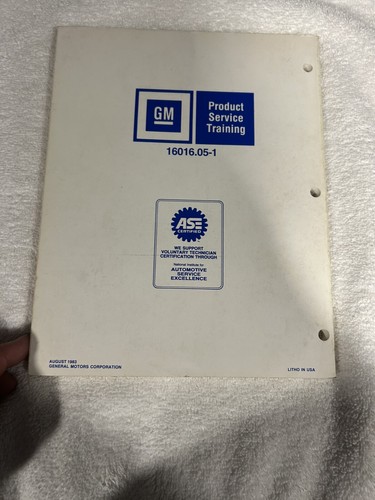 GM
Product
Service
Training
16016.05-1
ASE
CERTIFIED
WE SUPPORT
VOLUNTARY TECHNICIAN
CERTIFICATION THROUGH
National Institute for
AUTOMOTIVE
SERVICE
EXCELLENCE
AUGUST 1993
GENERAL MOTORS CORPORATION
LITHO IN USA